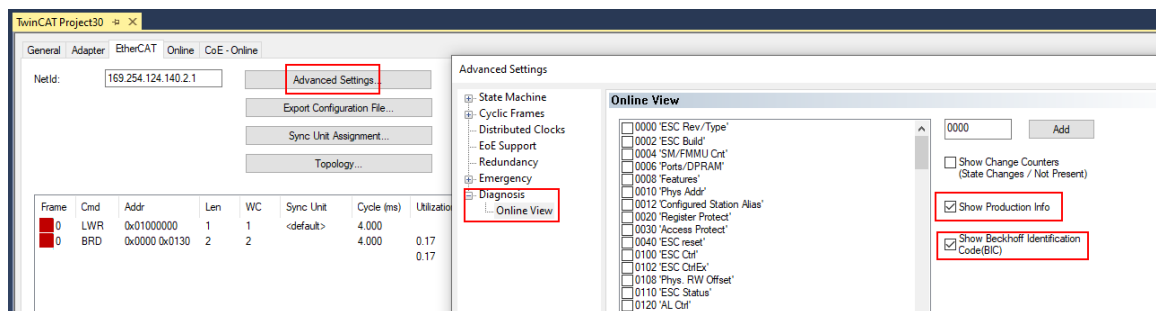 TwinCAT Project30
General Adapter EtherCAT Online CoE - Online
NetId: 169.254.124.140.2.1
Advanced Settings...
Export Configuration File...
Sync Unit Assignment...
Topology...
Frame Cmd Addr Len WC Sync Unit Cycle (ms) Utilizatio
0 LWR 0x01000000 1 1 <default> 4.000
0 BRD 0x0000 0x0130 2 2 4.000 0.17
0.17
Advanced Settings
State Machine
Cyclic Frames
Distributed Clocks
EoE Support
Redundancy
Emergency
Diagnosis
Online View
Online View
0000 'ESC Rev/Type'
0002 'ESC Build'
0004 'SM/FMMU Cnt'
0006 'Ports/DPRAM'
0008 'Features'
0010 'Phys Addr'
0012 'Configured Station Alias'
0020 'Register Protect'
0030 'Access Protect'
0040 'ESC reset'
0100 'ESC Ctrl'
0102 'ESC CtrlEx'
0108 'Phys. RW Offset'
0110 'ESC Status'
0120 'AL Ctrl'
0000 Add
Show Change Counters
(State Changes / Not Present)
Show Production Info
Show Beckhoff Identification
Code(BIC)